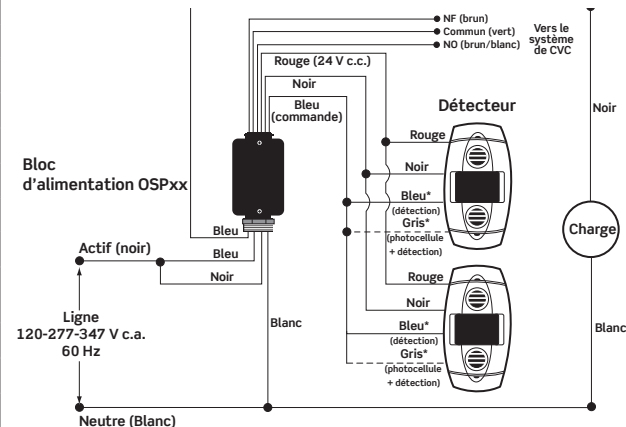 NF (brun)
Commun (vert)
NO (brun/blanc)
Vers le
système
de CVC
Rouge (24 V c.c.)
Noir
Bleu
(commande)
Détecteur
Noir
Rouge
Noir
Bloc
d'alimentation OSPxx
Bleu*
(détection)
Gris*
(photocellule
+ détection)
Charge
Bleu
Actif (noir)
Bleu
Noir
Rouge
Noir
Ligne
120-277-347 V c.a.
60 Hz
Blanc
Bleu*
(détection)
Gris*
(photocellule
+ détection)
Blanc
Neutre (Blanc)